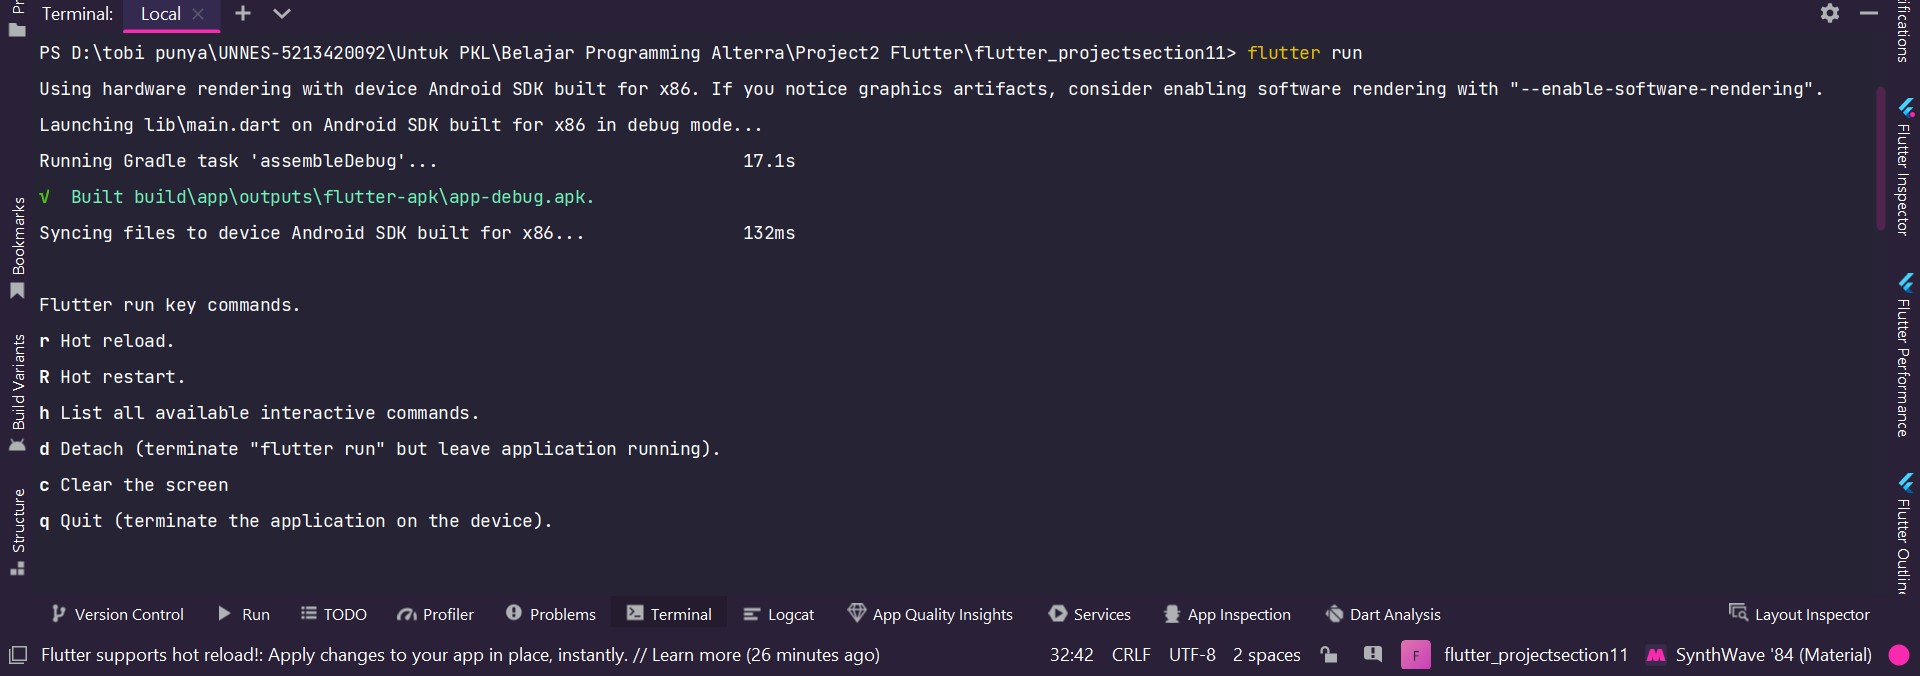 Terminal: Local
PS D:\tobi punya\UNNES-5213420092\Untuk PKL\Belajar Programming Alterra\Project2 Flutter\flutter_projectsection11> flutter run
Using hardware rendering with device Android SDK built for x86. If you notice graphics artifacts, consider enabling software rendering with "--enable-software-rendering".
Launching lib\main.dart on Android SDK built for x86 in debug mode...
Running Gradle task 'assembleDebug'... 17.1s
√ Built build\app\outputs\flutter-apk\app-debug.apk.
Syncing files to device Android SDK built for x86... 132ms
Flutter run key commands.
r Hot reload.
R Hot restart.
h List all available interactive commands.
d Detach (terminate "flutter run" but leave application running).
c Clear the screen
q Quit (terminate the application on the device).
Bookmarks
Build Variants
Structure
Flutter Inspector
Flutter Performance
Flutter Outlin
Version Control Run TODO Profiler Problems Terminal Logcat App Quality Insights Services App Inspection Dart Analysis Layout Inspector
Flutter supports hot reload!: Apply changes to your app in place, instantly. // Learn more (26 minutes ago) 32:42 CRLF UTF-8 2 spaces F flutter_projectsection11 SynthWave '84 (Material)